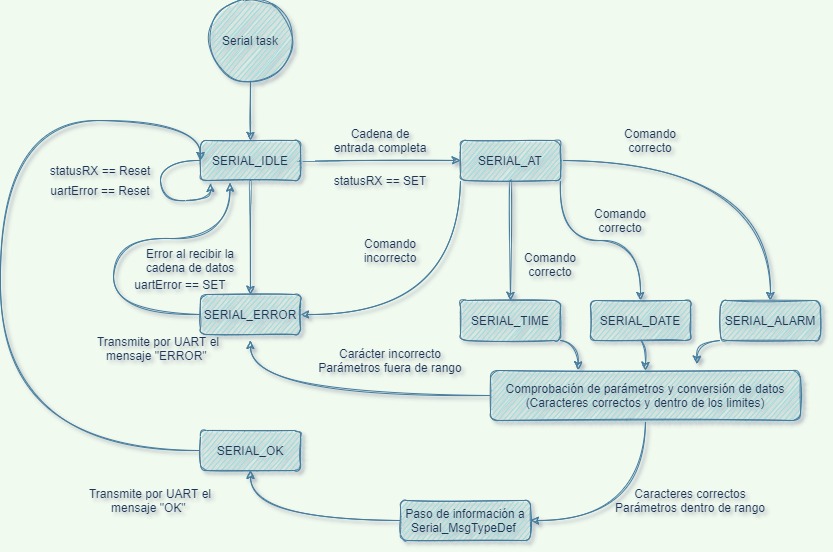 Serial task
Cadena de
entrada completa
Comando
correcto
SERIAL_IDLE
SERIAL_AT
statusRX == Reset
uartError == Reset
statusRX == SET
Comando
correcto
Comando
incorrecto
Error al recibir la
cadena de datos
uartError == SET
Comando
correcto
SERIAL_ERROR
SERIAL_TIME
SERIAL_DATE
SERIAL_ALARM
Transmite por UART el
mensaje "ERROR"
Carácter incorrecto
Parámetros fuera de rango
Comprobación de parámetros y conversión de datos
(Caracteres correctos y dentro de los limites)
SERIAL_OK
Transmite por UART el
mensaje "OK"
Caracteres correctos
Parámetros dentro de rango
Paso de información a
Serial_MsgTypeDef